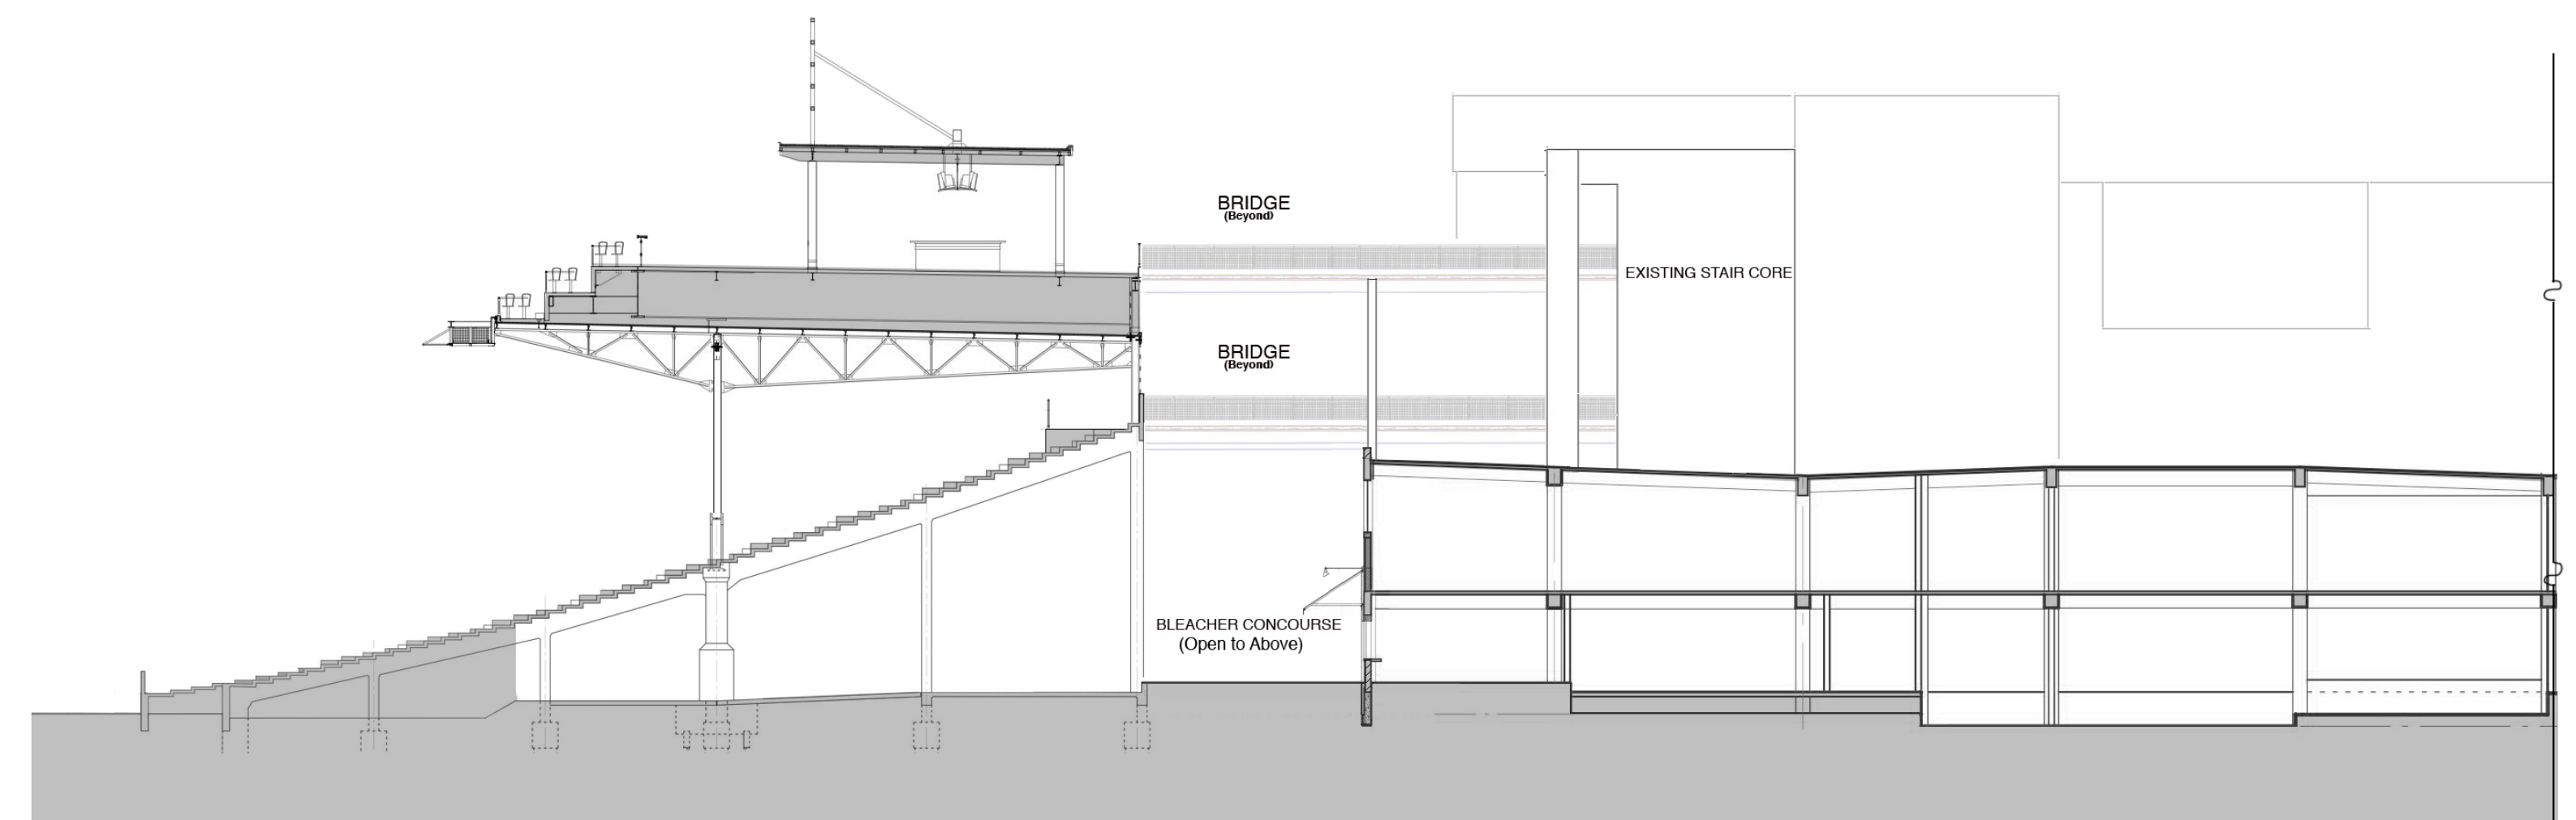 BRIDGE
(Beyond)
EXISTING STAIR CORE
BRIDGE
(Beyond)
BLEACHER CONCOURSE
(Open to Above)